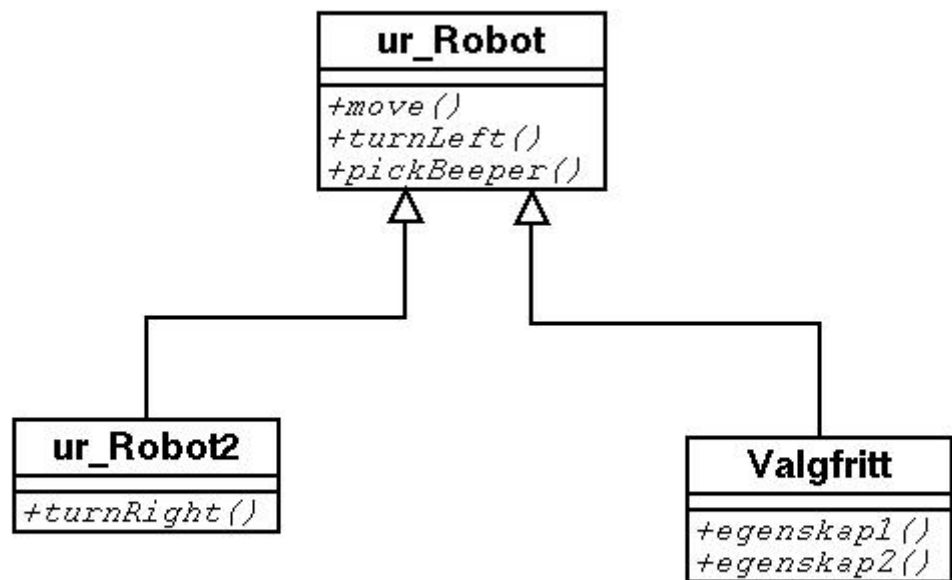 ur_Robot
+move()
+turnLeft()
+pickBeeper()
ur_Robot2
+turnRight()
Valgfritt
+egenskap1()
+egenskap2()